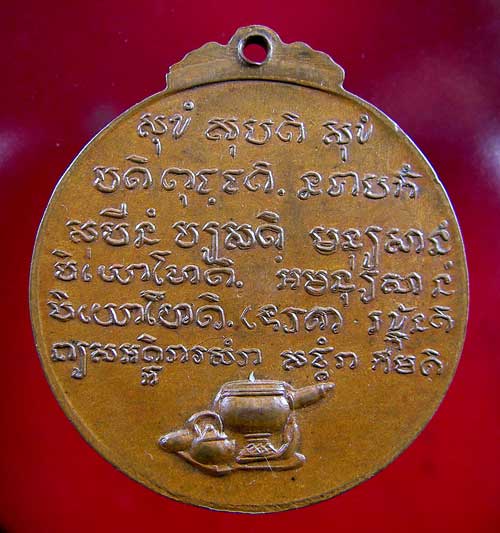 សុខំ សុបតិ សុខំ
បដិ ពុជ្ឈតិ. នបាបកំ
សុបីនំ បស្សតិ មនុស្សានំ
បិយោហោតិ. អមនុស្សានំ
បិយោហោតិ. ទេវតា រក្ខន្តិ